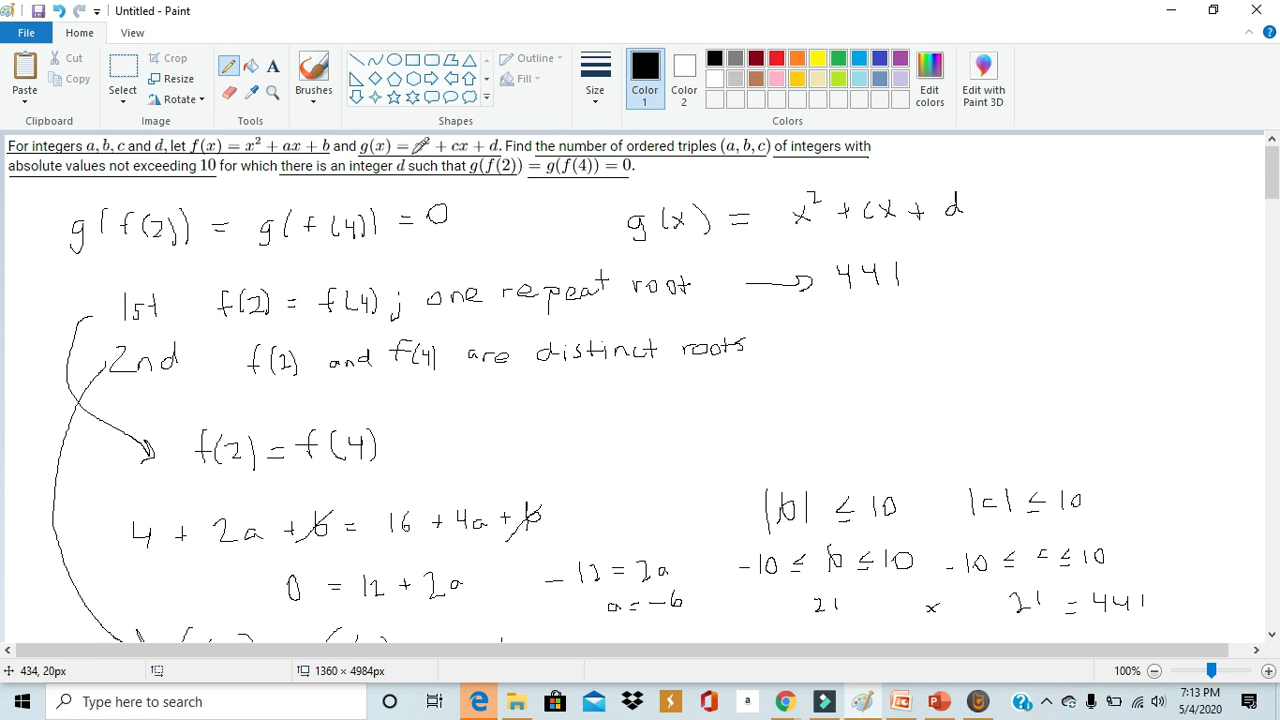 Untitled - Paint
File Home View
Paste Cut Copy Select Crop Resize Rotate Brushes Outline Fill Size Color 1 Color 2 Edit colors Edit with Paint 3D
Clipboard Image Tools Shapes Colors
For integers a, b, c and d, let f(x) = x² + ax + b and g(x) = x² + cx + d. Find the number of ordered triples (a, b, c) of integers with
absolute values not exceeding 10 for which there is an integer d such that g(f(2)) = g(f(4)) = 0.
g(f(2)) = g(f(4)) = 0 g(x) = x² + cx + d
1st f(2) = f(4); one repeat root → 441
2nd f(2) and f(4) are distinct roots
f(2) = f(4)
4 + 2a + b = 16 + 4a + b |b| ≤ 10 |c| ≤ 10
0 = 12 + 2a -12 = 2a -10 ≤ b ≤ 10 -10 ≤ c ≤ 10
a = -6 21 × 21 = 441
434, 20px 1360 × 4984px 100%
Type here to search a 7:13 PM
5/4/2020